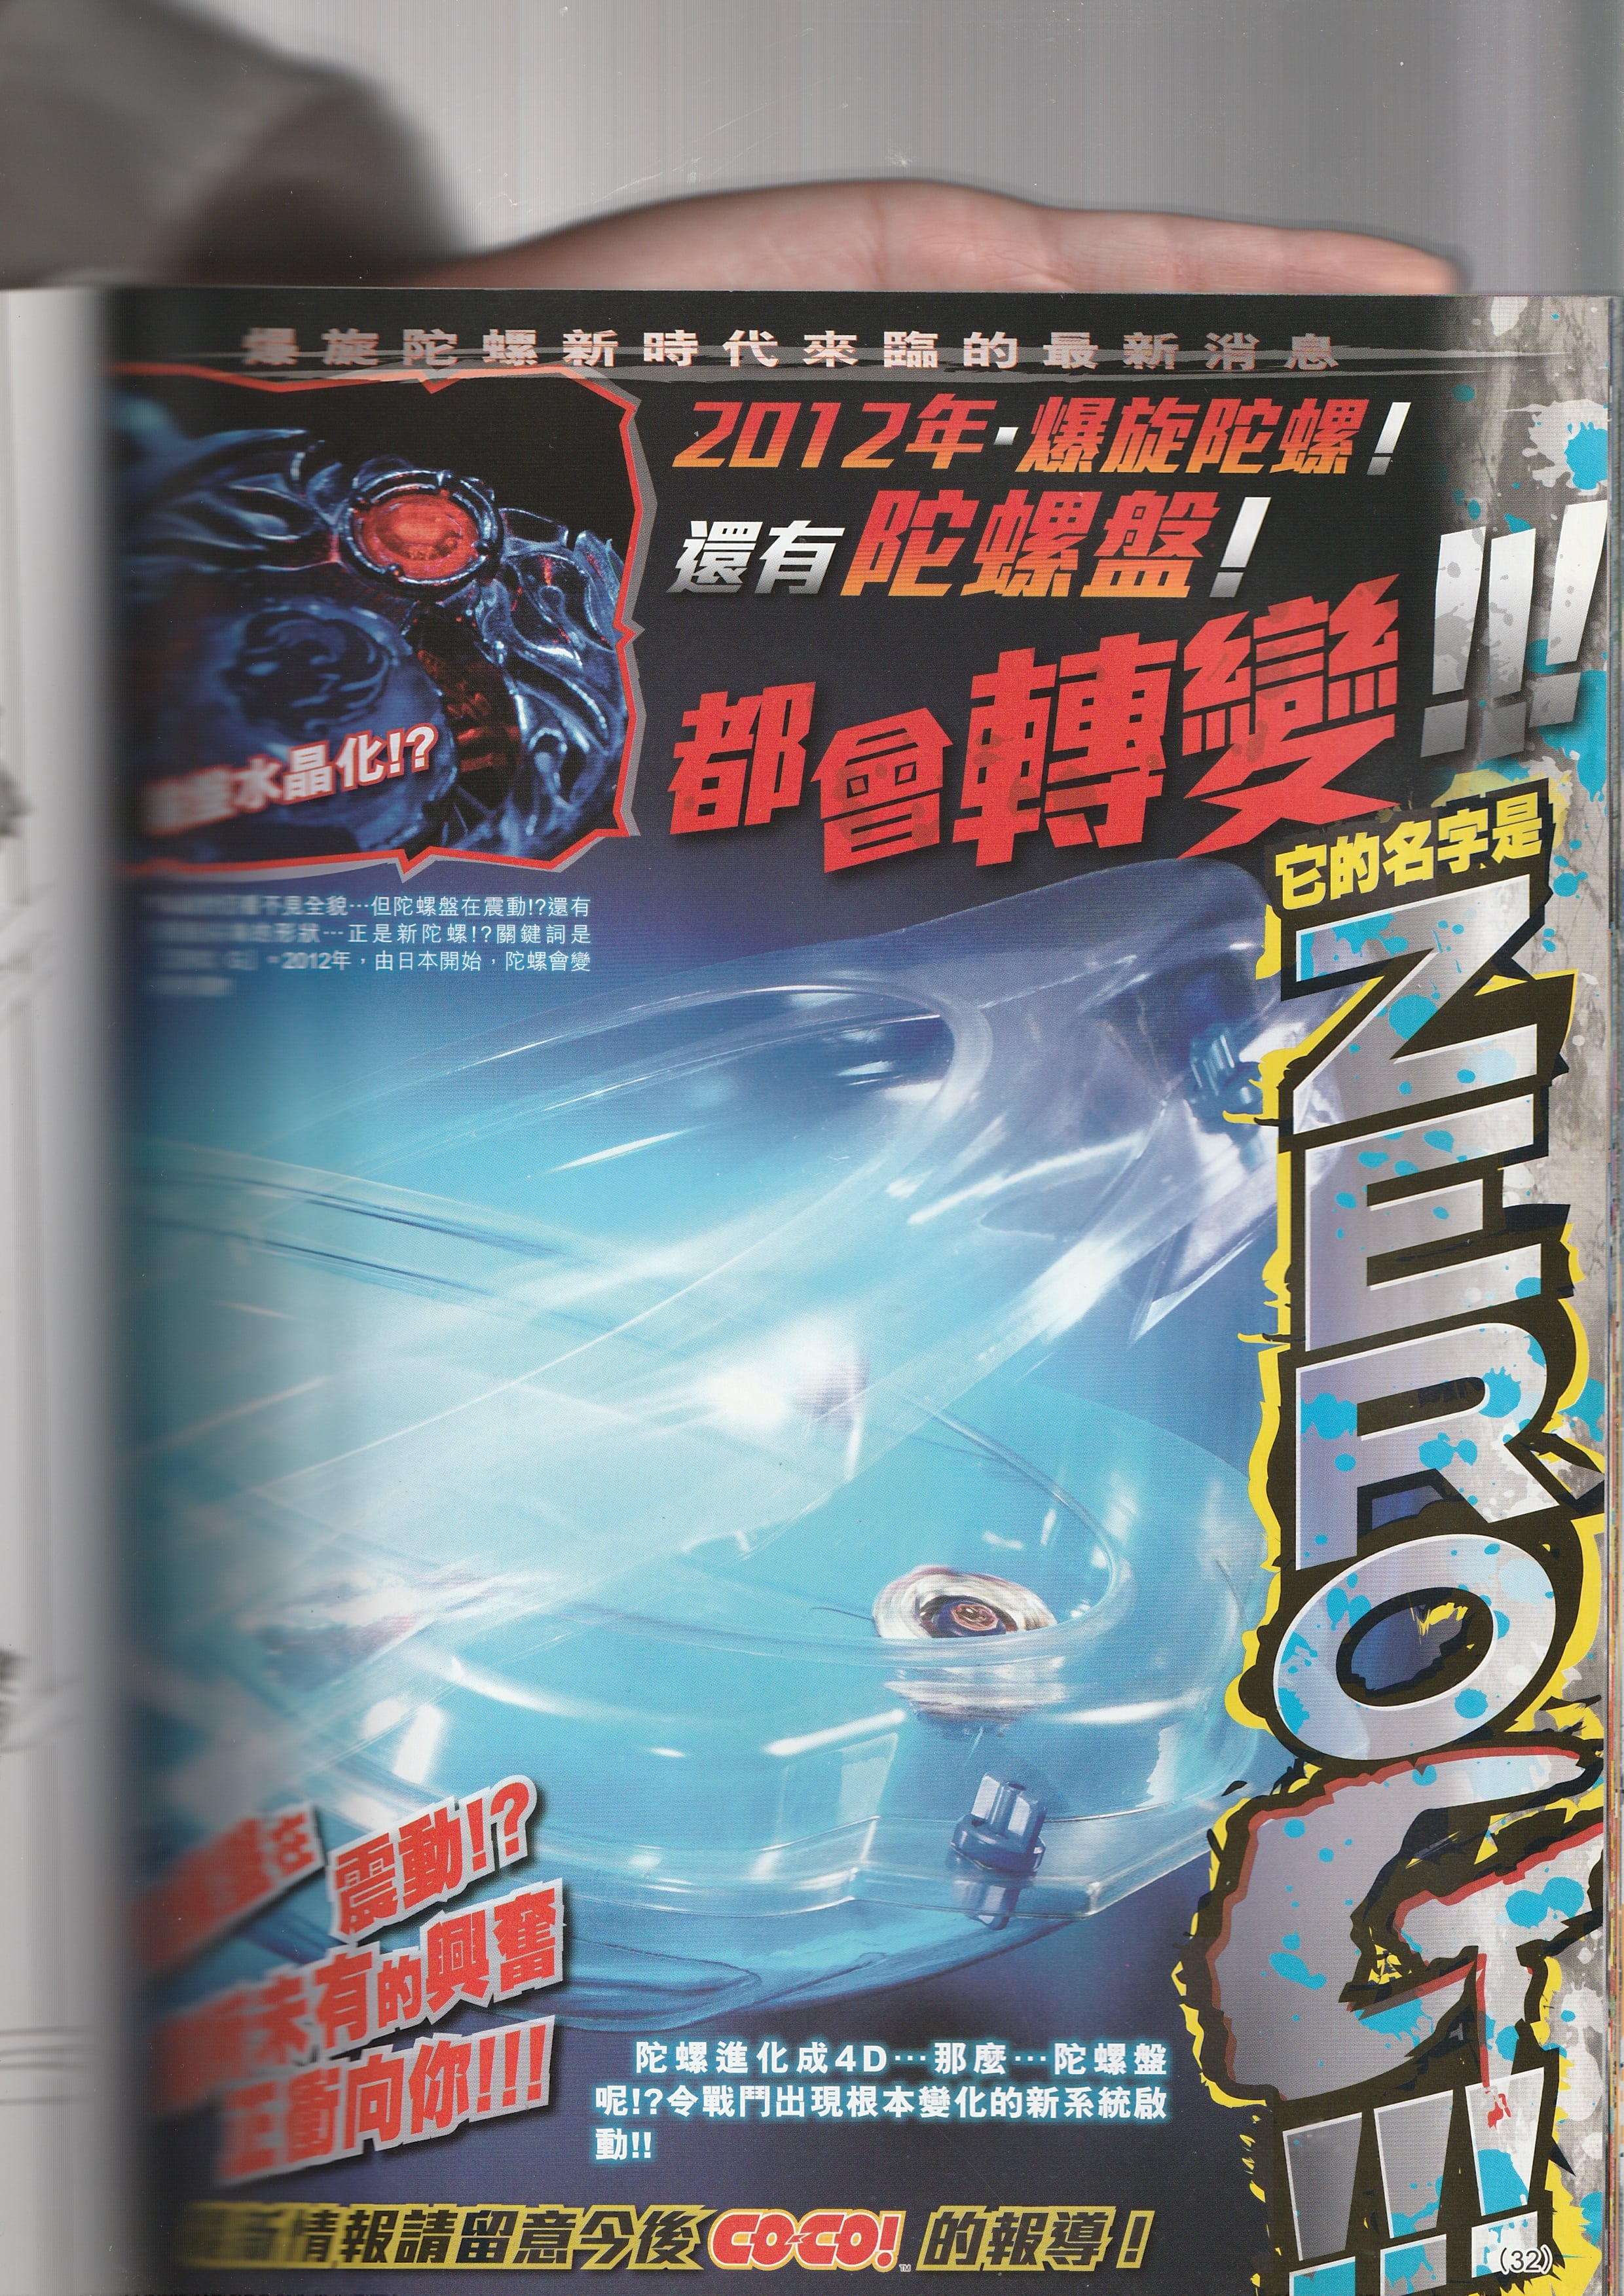 爆旋陀螺新時代來臨的最新消息
2012年·爆旋陀螺!
還有陀螺盤!
都會轉變!!!
水晶化!?
不見全貌…但陀螺盤在震動!?還有
形狀…正是新陀螺!?關鍵詞是
。2012年，由日本開始，陀螺會變
它的名字是
ZERO-G!!!
在
震動!?
未有的興奮
正衝向你!!!
陀螺進化成4D…那麼…陀螺盤
呢!?令戰鬥出現根本變化的新系統啟
動!!
新情報請留意今後CO-CO!™的報導!
(32)